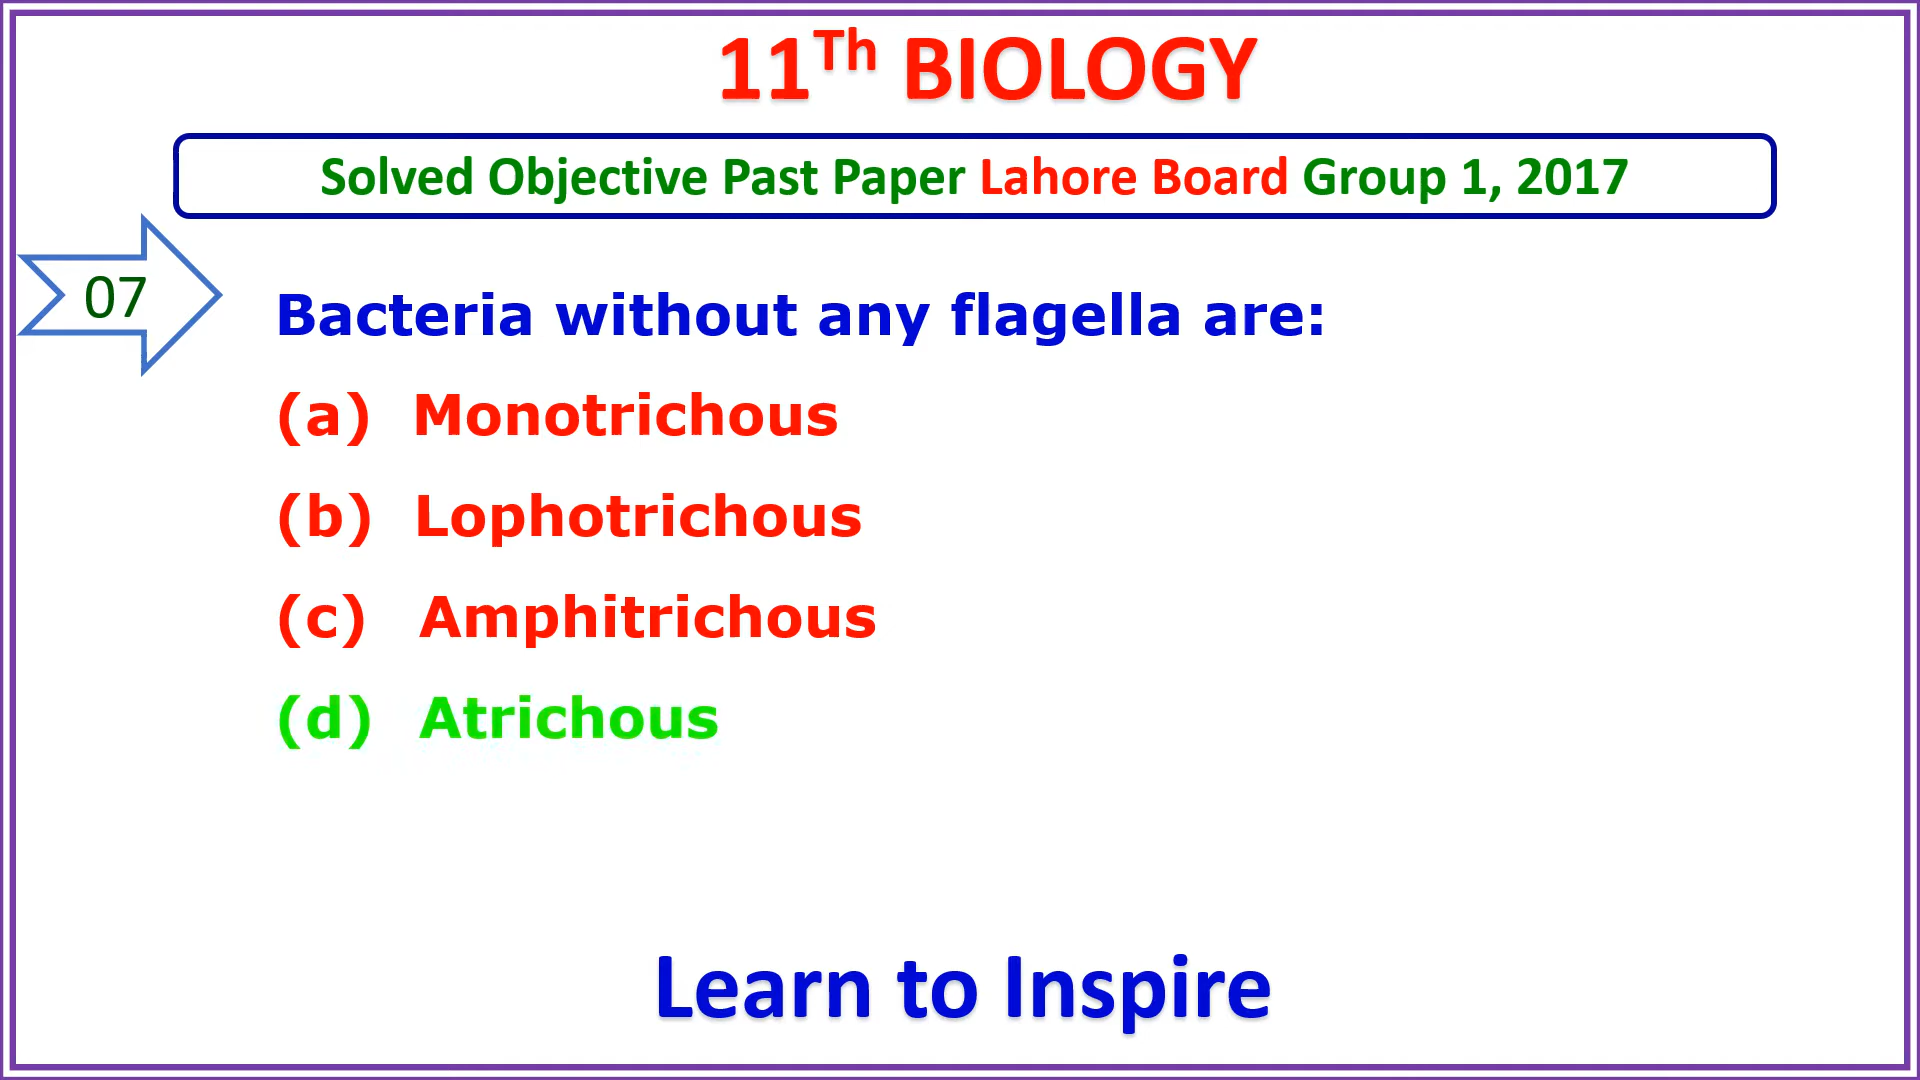 11Th BIOLOGY
Solved Objective Past Paper Lahore Board Group 1, 2017
07
Bacteria without any flagella are:
(a) Monotrichous
(b) Lophotrichous
(c) Amphitrichous
(d) Atrichous
Learn to Inspire